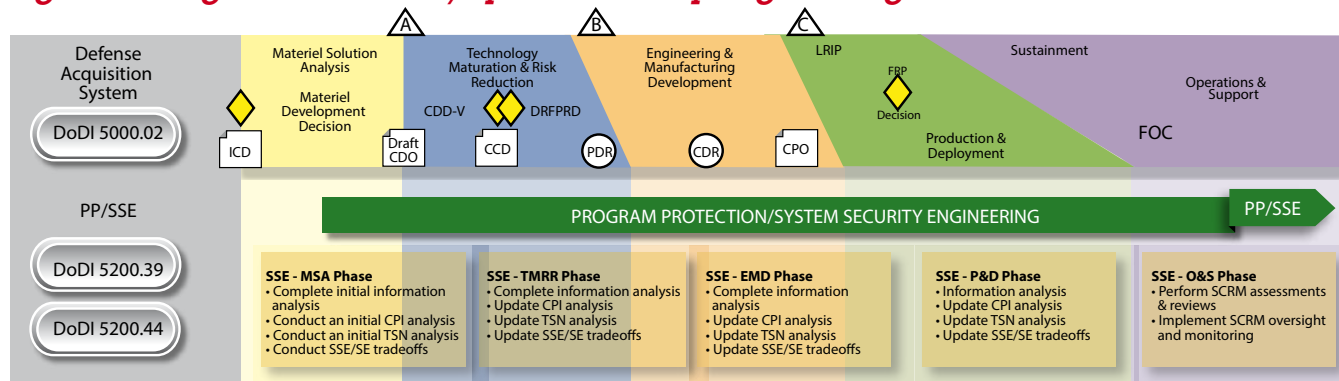 A
B
C
Defense
Acquisition
System
DoDI 5000.02
Materiel Solution
Analysis
Materiel
Development
Decision
ICD
Draft
CDO
Technology
Maturation & Risk
Reduction
CDD-V
DRFPRD
CCD
PDR
Engineering &
Manufacturing
Development
CDR
CPO
LRIP
FRP
Decision
Production &
Deployment
Sustainment
Operations &
Support
FOC
PP/SSE
PROGRAM PROTECTION/SYSTEM SECURITY ENGINEERING
PP/SSE
DoDI 5200.39
DoDI 5200.44
SSE - MSA Phase
• Complete initial information
analysis
• Conduct an initial CPI analysis
• Conduct an initial TSN analysis
• Conduct SSE/SE tradeoffs
SSE - TMRR Phase
• Complete information analysis
• Update CPI analysis
• Update TSN analysis
• Update SSE/SE tradeoffs
SSE - EMD Phase
• Complete information
analysis
• Update CPI analysis
• Update TSN analysis
• Update SSE/SE tradeoffs
SSE - P&D Phase
• Information analysis
• Update CPI analysis
• Update TSN analysis
• Update SSE/SE tradeoffs
SSE - O&S Phase
• Perform SCRM assessments
& reviews
• Implement SCRM oversight
and monitoring